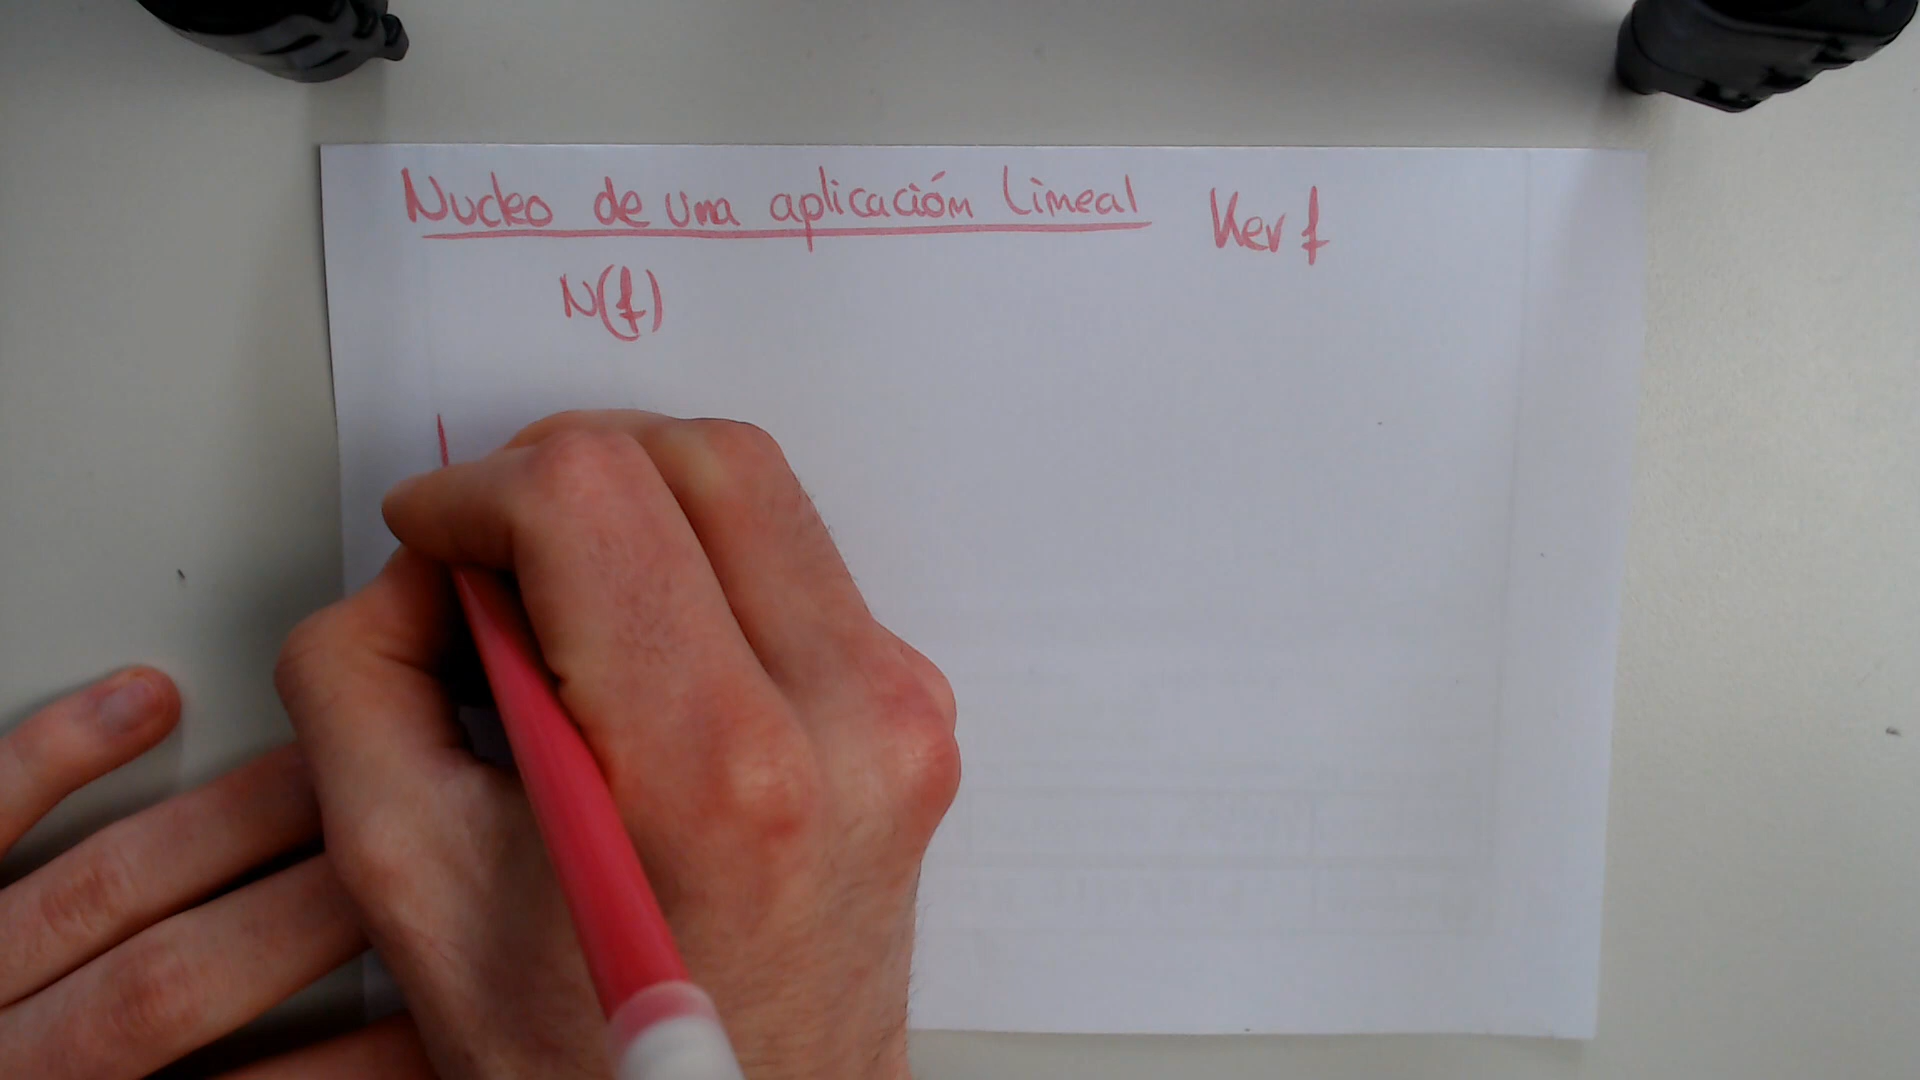 Nucleo de una aplicación Lineal Ker f
N(f)